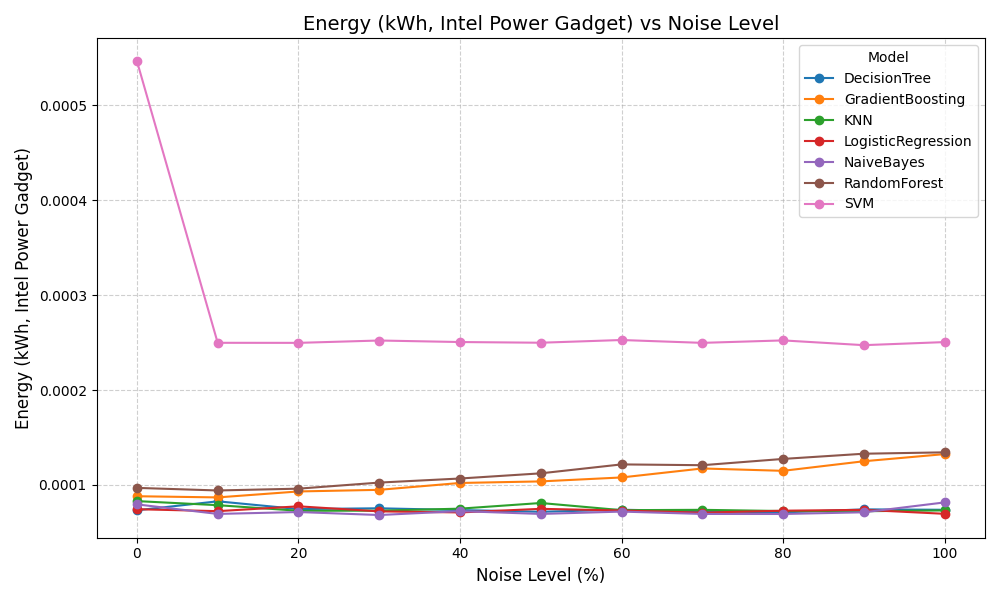 Energy (kWh, Intel Power Gadget) vs Noise Level
Energy (kWh, Intel Power Gadget)
0.0005
0.0004
0.0003
0.0002
0.0001
Model
DecisionTree
GradientBoosting
KNN
LogisticRegression
NaiveBayes
RandomForest
SVM
0 20 40 60 80 100
Noise Level (%)